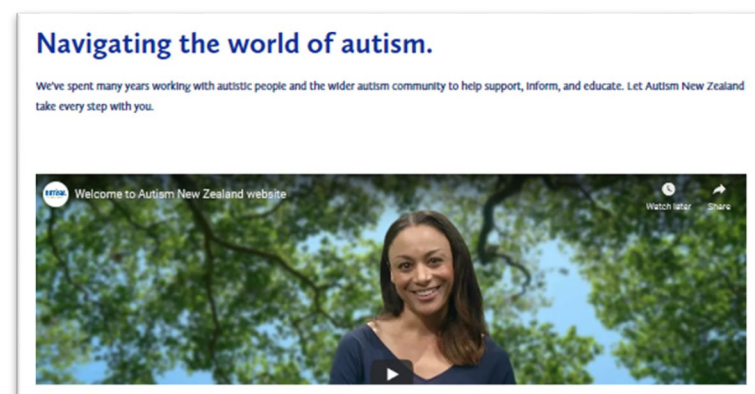 Navigating the world of autism.
We've spent many years working with autistic people and the wider autism community to help support, inform, and educate. Let Autism New Zealand
take every step with you.
AUTISM.
Welcome to Autism New Zealand website
Watch later
Share